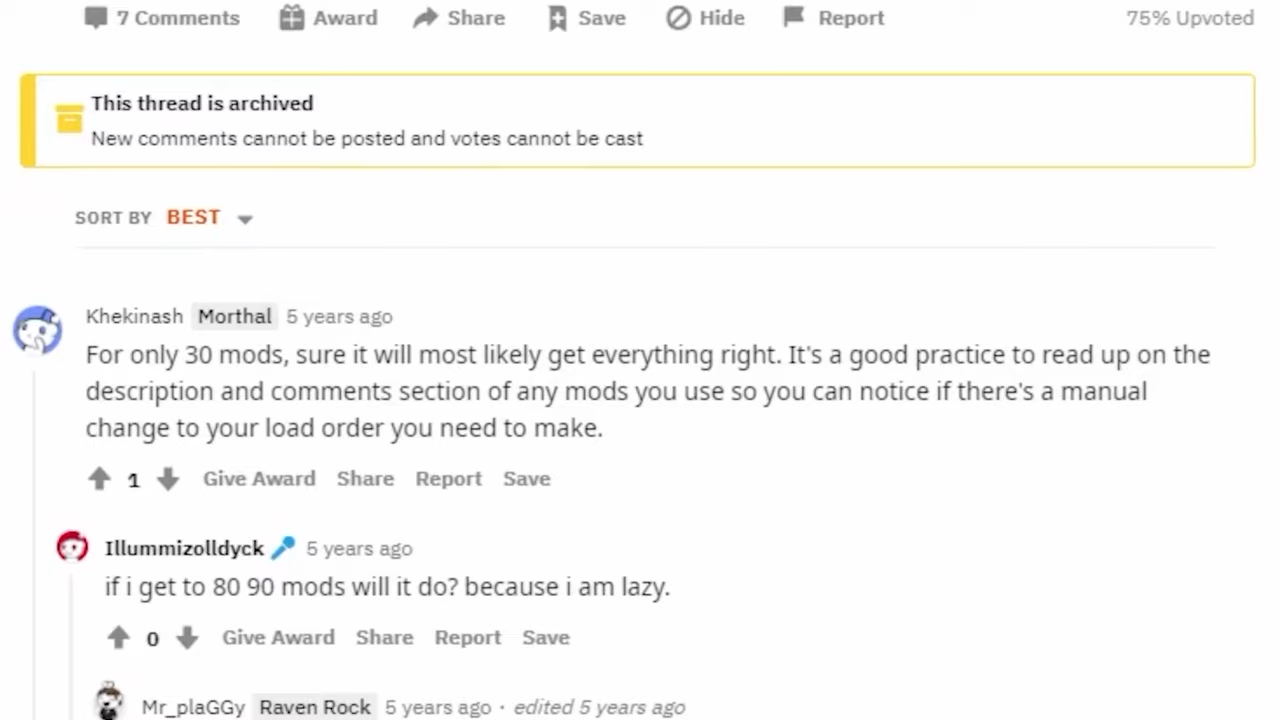 7 Comments Award Share Save Hide Report 75% Upvoted
This thread is archived
New comments cannot be posted and votes cannot be cast
SORT BY BEST
Khekinash Morthal 5 years ago
For only 30 mods, sure it will most likely get everything right. It's a good practice to read up on the
description and comments section of any mods you use so you can notice if there's a manual
change to your load order you need to make.
1 Give Award Share Report Save
Illummizolldyck 5 years ago
if i get to 80 90 mods will it do? because i am lazy.
0 Give Award Share Report Save
Mr_plaGGy Raven Rock 5 years ago · edited 5 years ago